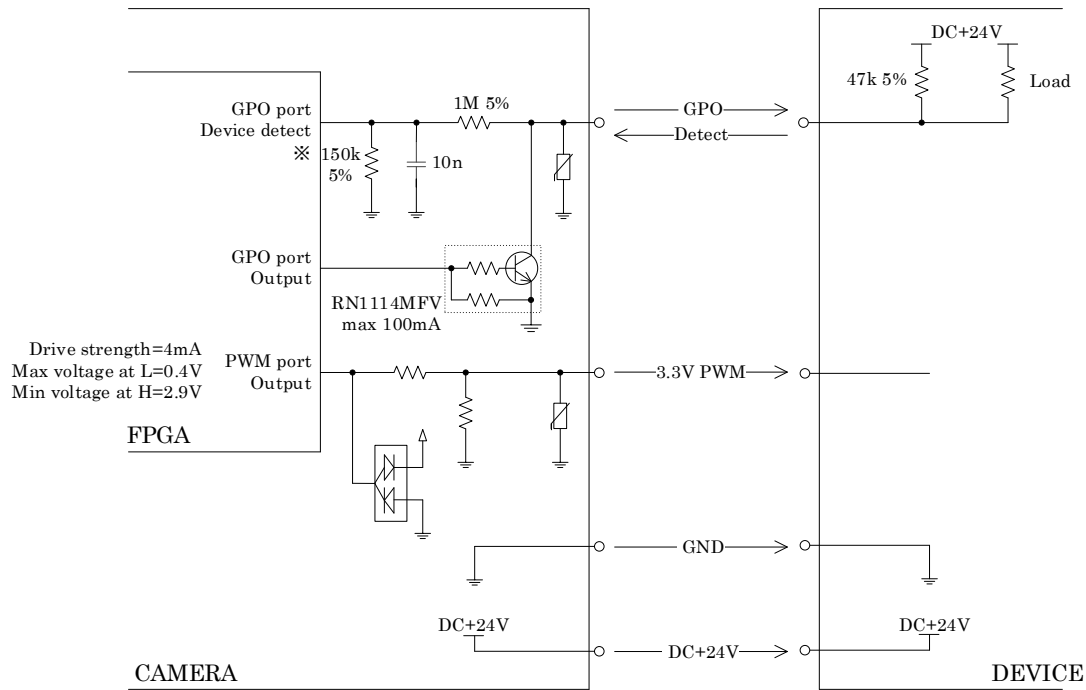 DC+24V
47k 5%
Load
GPO port
Device detect
※
1M 5%
150k
5%
10n
GPO
Detect
GPO port
Output
RN1114MFV
max 100mA
Drive strength=4mA
Max voltage at L=0.4V
Min voltage at H=2.9V
PWM port
Output
3.3V PWM
FPGA
GND
DC+24V
DC+24V
DC+24V
CAMERA
DEVICE